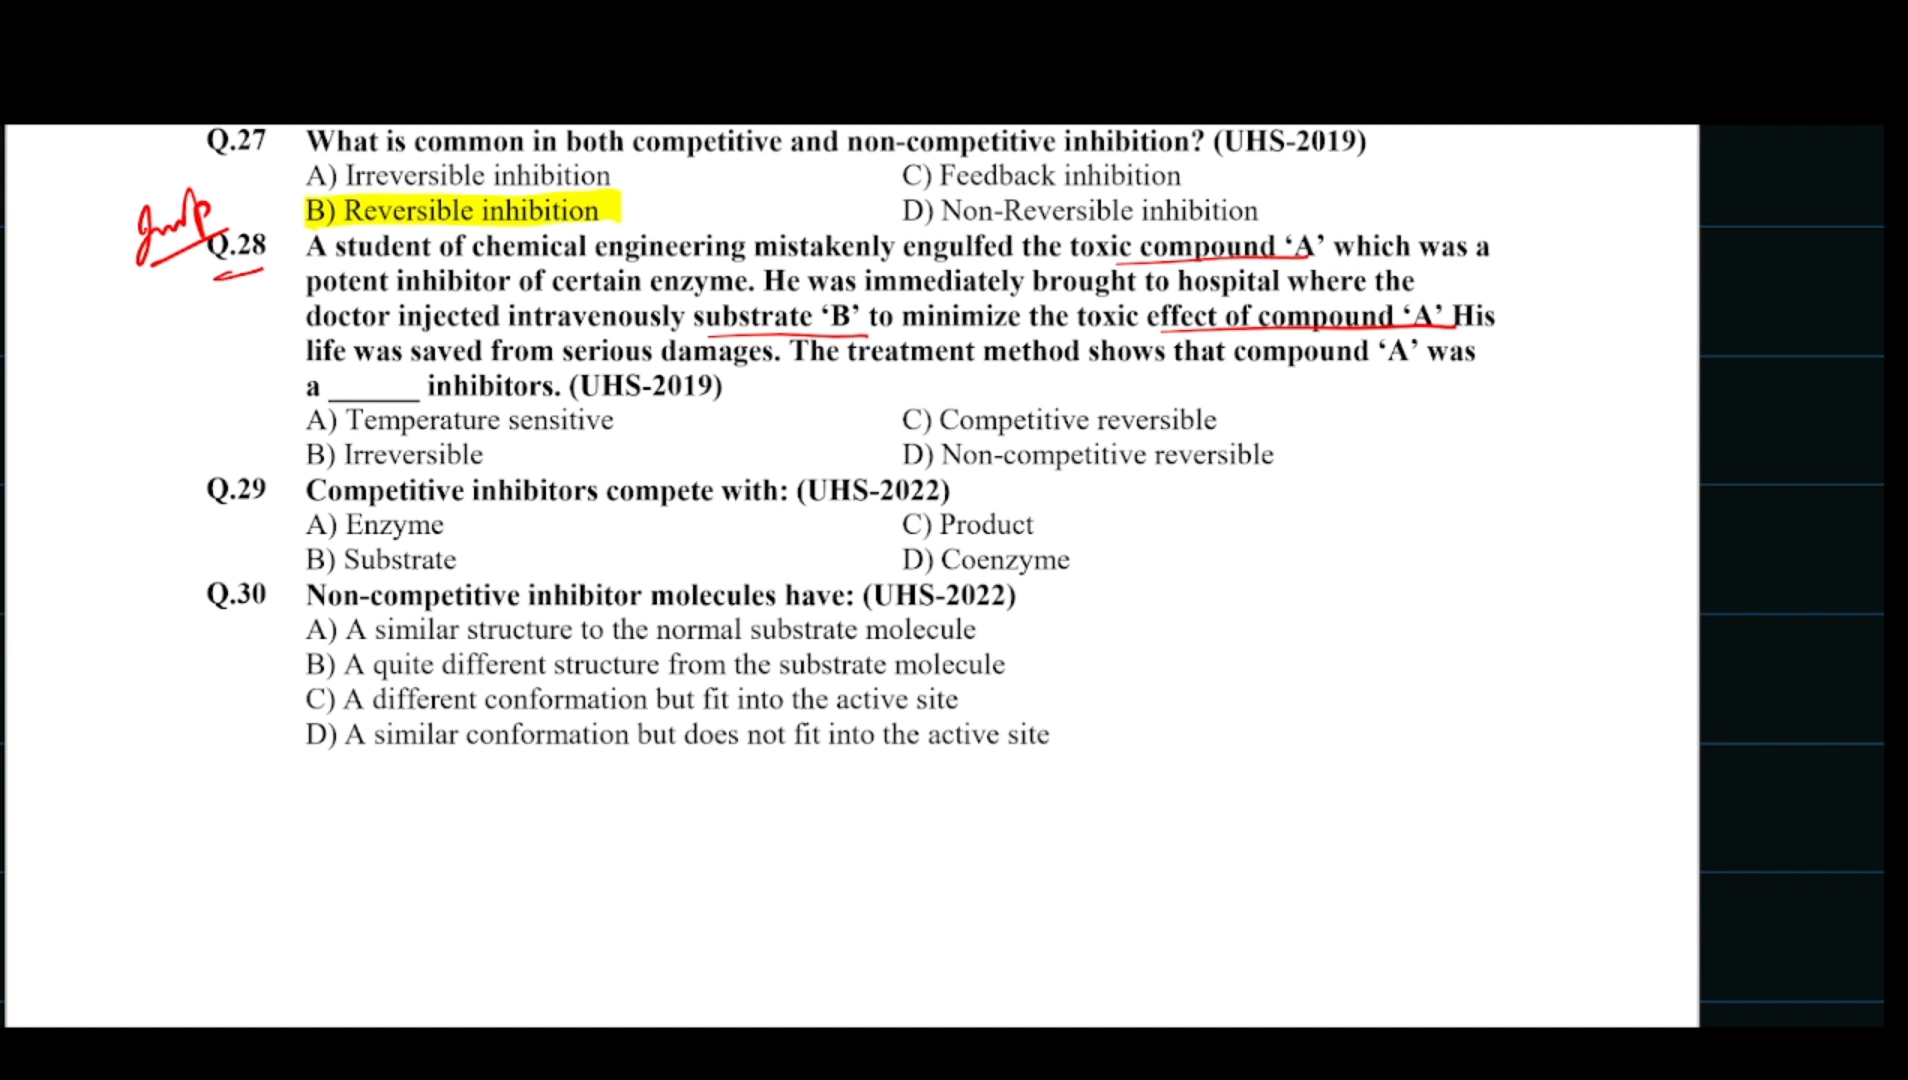 Q.27 What is common in both competitive and non-competitive inhibition? (UHS-2019)
A) Irreversible inhibition C) Feedback inhibition
B) Reversible inhibition D) Non-Reversible inhibition
Imp
Q.28 A student of chemical engineering mistakenly engulfed the toxic compound ‘A’ which was a
potent inhibitor of certain enzyme. He was immediately brought to hospital where the
doctor injected intravenously substrate ‘B’ to minimize the toxic effect of compound ‘A’ His
life was saved from serious damages. The treatment method shows that compound ‘A’ was
a ______ inhibitors. (UHS-2019)
A) Temperature sensitive C) Competitive reversible
B) Irreversible D) Non-competitive reversible
Q.29 Competitive inhibitors compete with: (UHS-2022)
A) Enzyme C) Product
B) Substrate D) Coenzyme
Q.30 Non-competitive inhibitor molecules have: (UHS-2022)
A) A similar structure to the normal substrate molecule
B) A quite different structure from the substrate molecule
C) A different conformation but fit into the active site
D) A similar conformation but does not fit into the active site